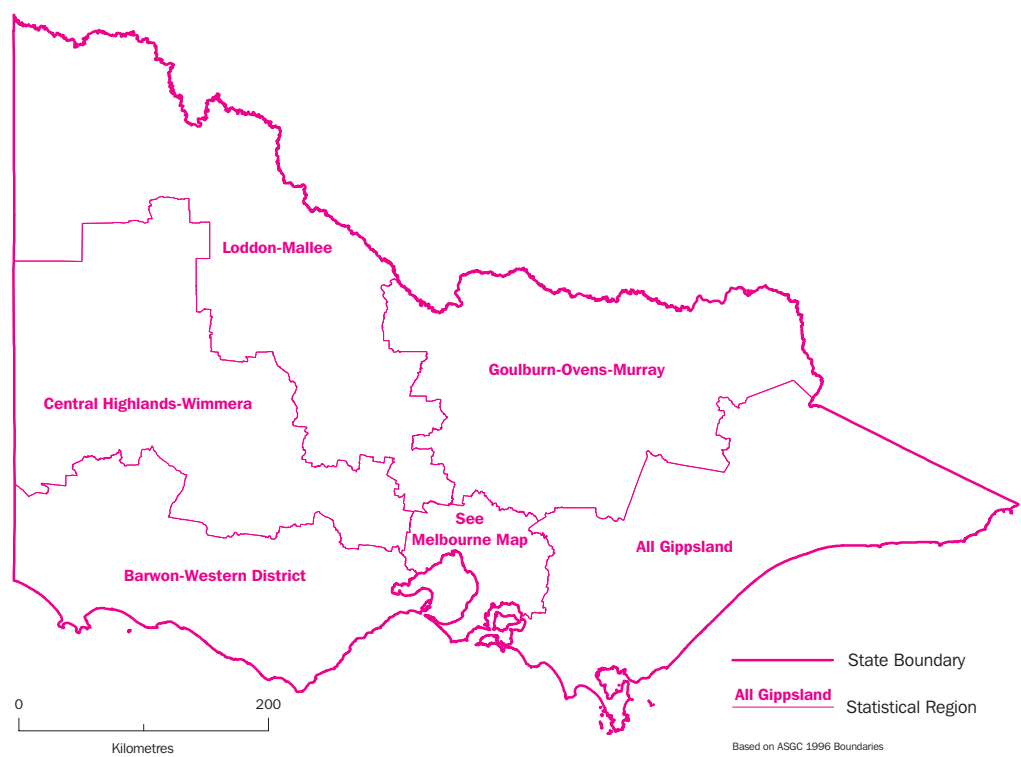 Loddon-Mallee
Goulburn-Ovens-Murray
Central Highlands-Wimmera
See
Melbourne Map
All Gippsland
Barwon-Western District
State Boundary
All Gippsland
Statistical Region
0 200
Kilometres
Based on ASGC 1996 Boundaries